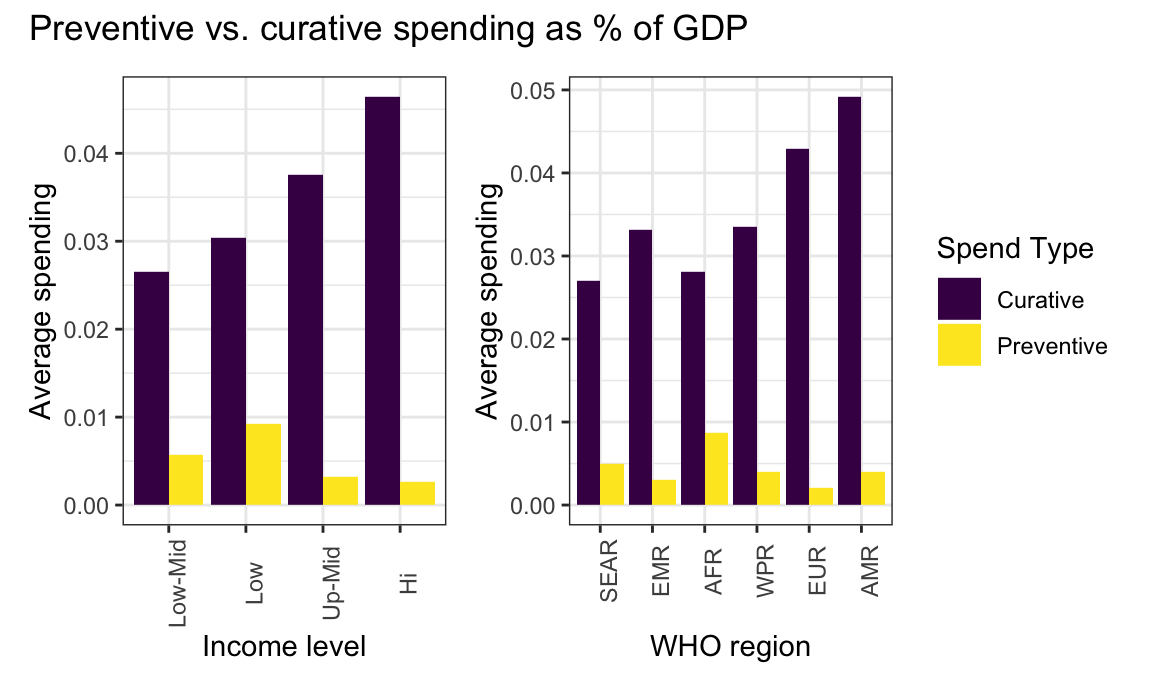 Preventive vs. curative spending as % of GDP
Average spending
0.04
0.03
0.02
0.01
0.00
Low-Mid
Low
Up-Mid
Hi
Income level
Average spending
0.05
0.04
0.03
0.02
0.01
0.00
SEAR
EMR
AFR
WPR
EUR
AMR
WHO region
Spend Type
Curative
Preventive